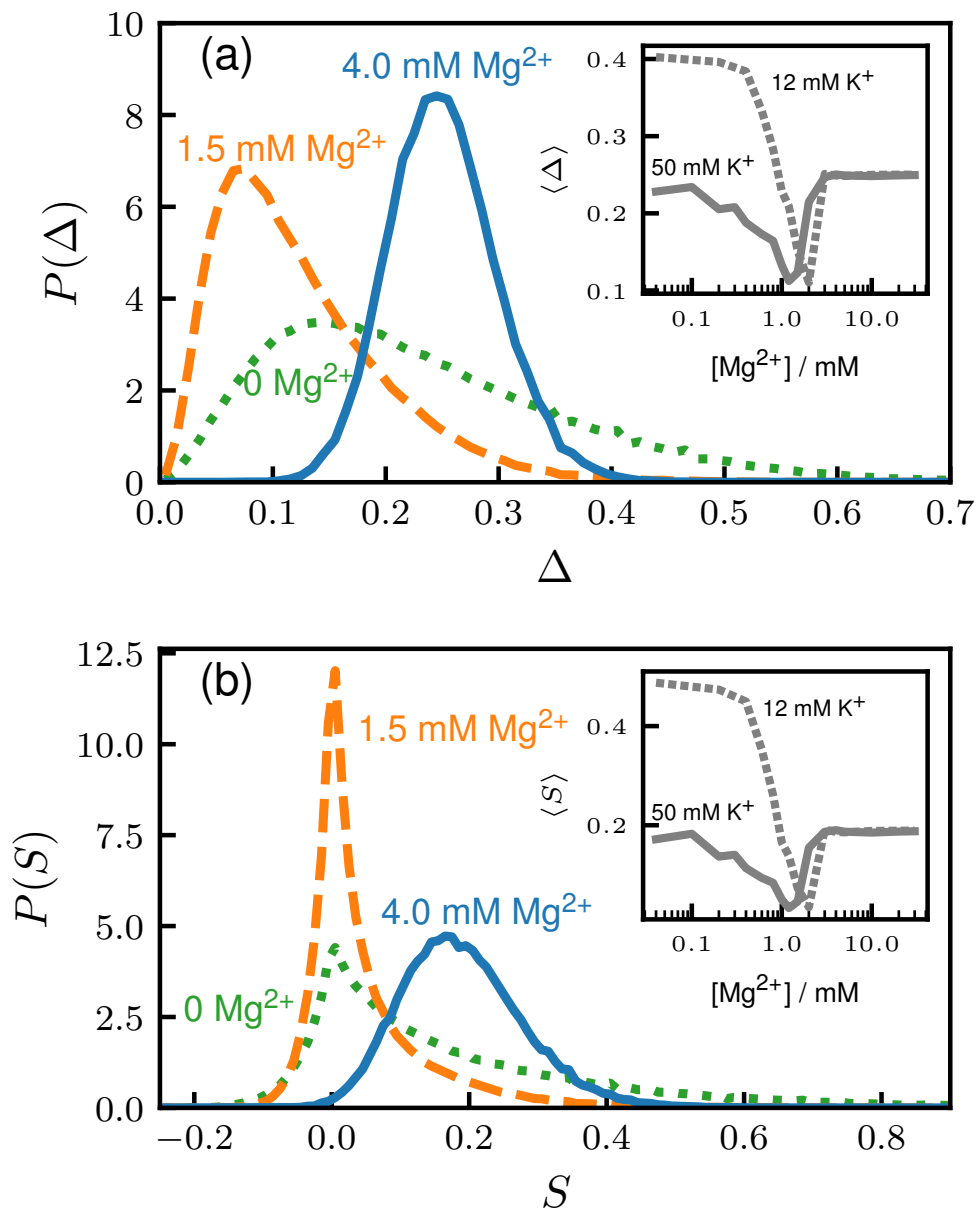 (a)
4.0 mM Mg²⁺
1.5 mM Mg²⁺
0 Mg²⁺
P(Δ)
10
8
6
4
2
0
0.0 0.1 0.2 0.3 0.4 0.5 0.6 0.7
Δ
12 mM K⁺
50 mM K⁺
⟨Δ⟩
0.4
0.3
0.2
0.1
0.1 1.0 10.0
[Mg²⁺] / mM
(b)
1.5 mM Mg²⁺
4.0 mM Mg²⁺
0 Mg²⁺
P(S)
12.5
10.0
7.5
5.0
2.5
0.0
−0.2 0.0 0.2 0.4 0.6 0.8
S
12 mM K⁺
50 mM K⁺
⟨S⟩
0.4
0.2
0.1 1.0 10.0
[Mg²⁺] / mM